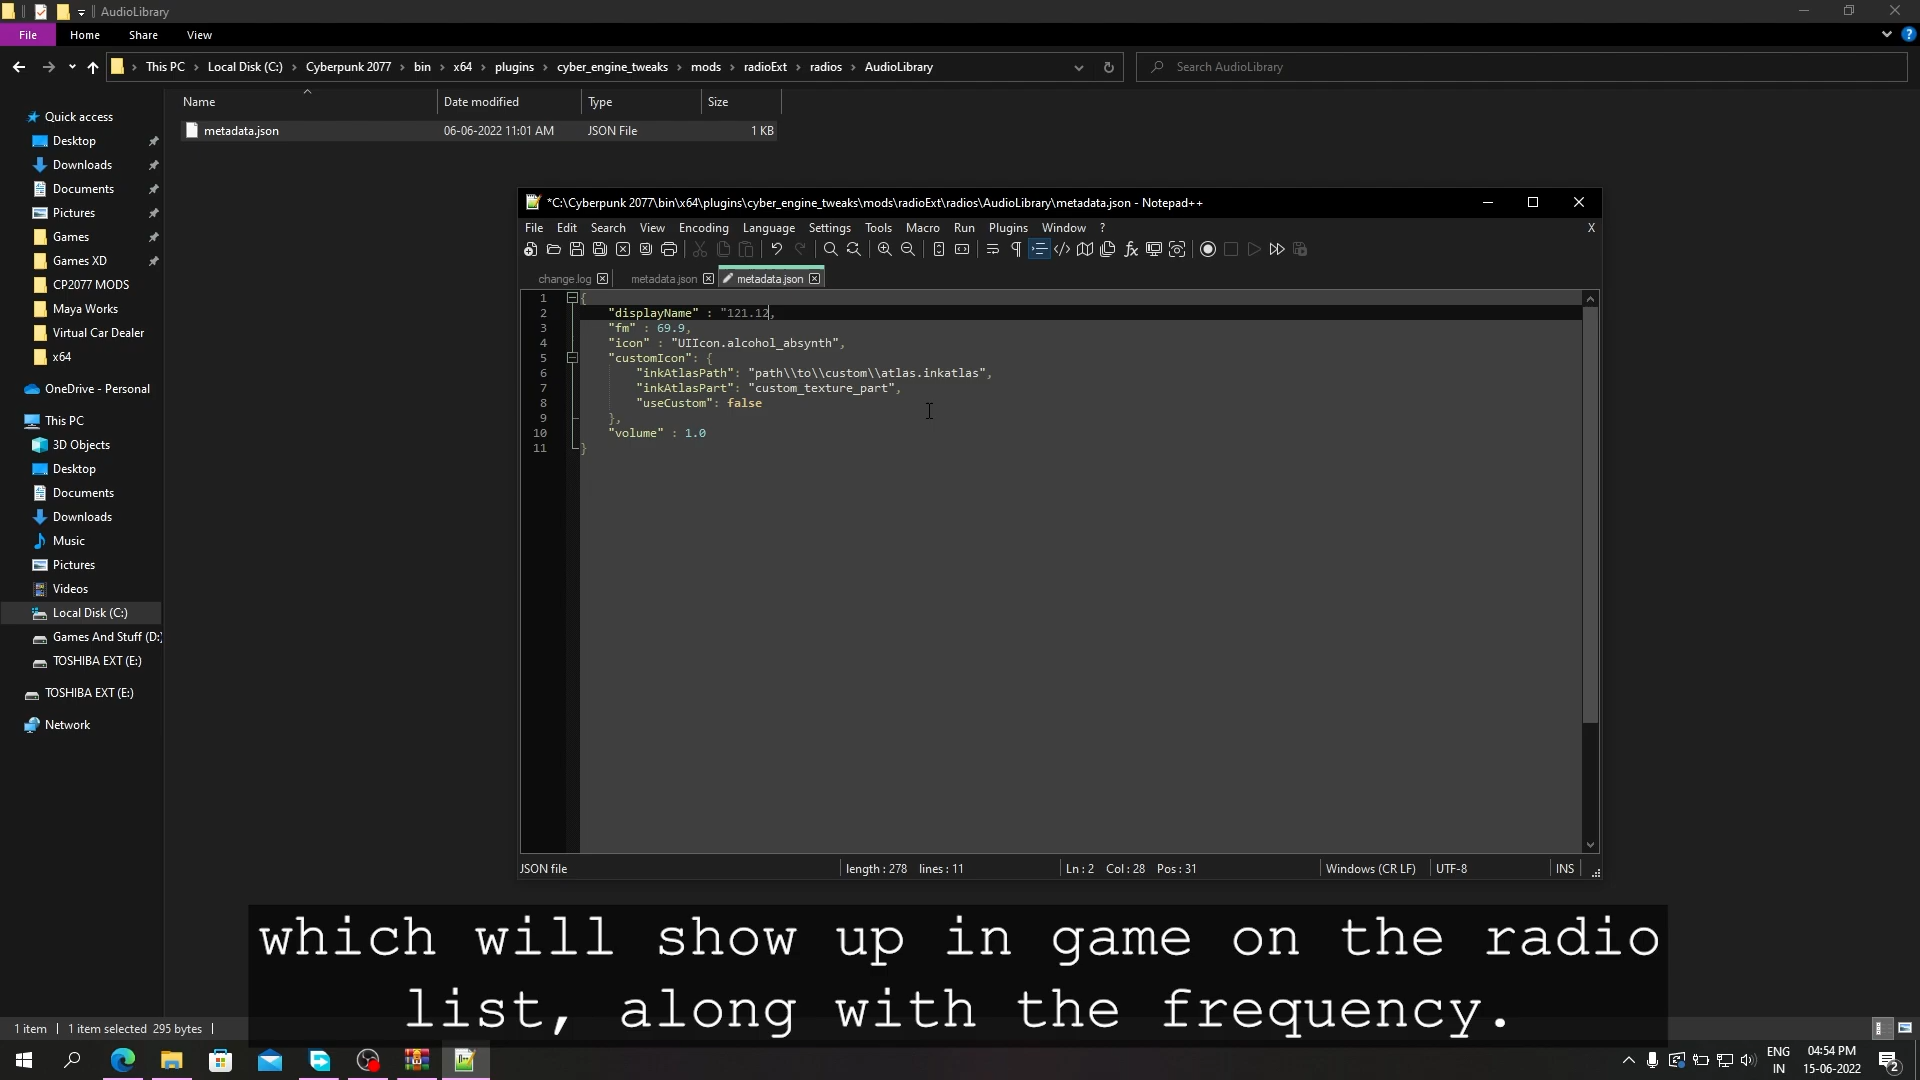 AudioLibrary
File Home Share View
This PC Local Disk (C:) Cyberpunk 2077 bin x64 plugins cyber_engine_tweaks mods radioExt radios AudioLibrary
Search AudioLibrary
Name Date modified Type Size
metadata.json 06-06-2022 11:01 AM JSON File 1 KB
Quick access
Desktop
Downloads
Documents
Pictures
Games
Games XD
CP2077 MODS
Maya Works
Virtual Car Dealer
x64
OneDrive - Personal
This PC
3D Objects
Desktop
Documents
Downloads
Music
Pictures
Videos
Local Disk (C:)
Games And Stuff (D:)
TOSHIBA EXT (E:)
TOSHIBA EXT (E:)
Network
*C:\Cyberpunk 2077\bin\x64\plugins\cyber_engine_tweaks\mods\radioExt\radios\AudioLibrary\metadata.json - Notepad++
File Edit Search View Encoding Language Settings Tools Macro Run Plugins Window ? X
change.log metadata.json metadata.json
1 {
2 "displayName" : "121.12,
3 "fm" : 69.9,
4 "icon" : "UIIcon.alcohol_absynth",
5 "customIcon": {
6 "inkAtlasPath": "path\\to\\custom\\atlas.inkatlas",
7 "inkAtlasPart": "custom_texture_part",
8 "useCustom": false
9 },
10 "volume" : 1.0
11 }
JSON file length : 278 lines : 11 Ln : 2 Col : 28 Pos : 31 Windows (CR LF) UTF-8 INS
which will show up in game on the radio
list, along with the frequency.
1 item 1 item selected 295 bytes
ENG
IN
04:54 PM
15-06-2022
2